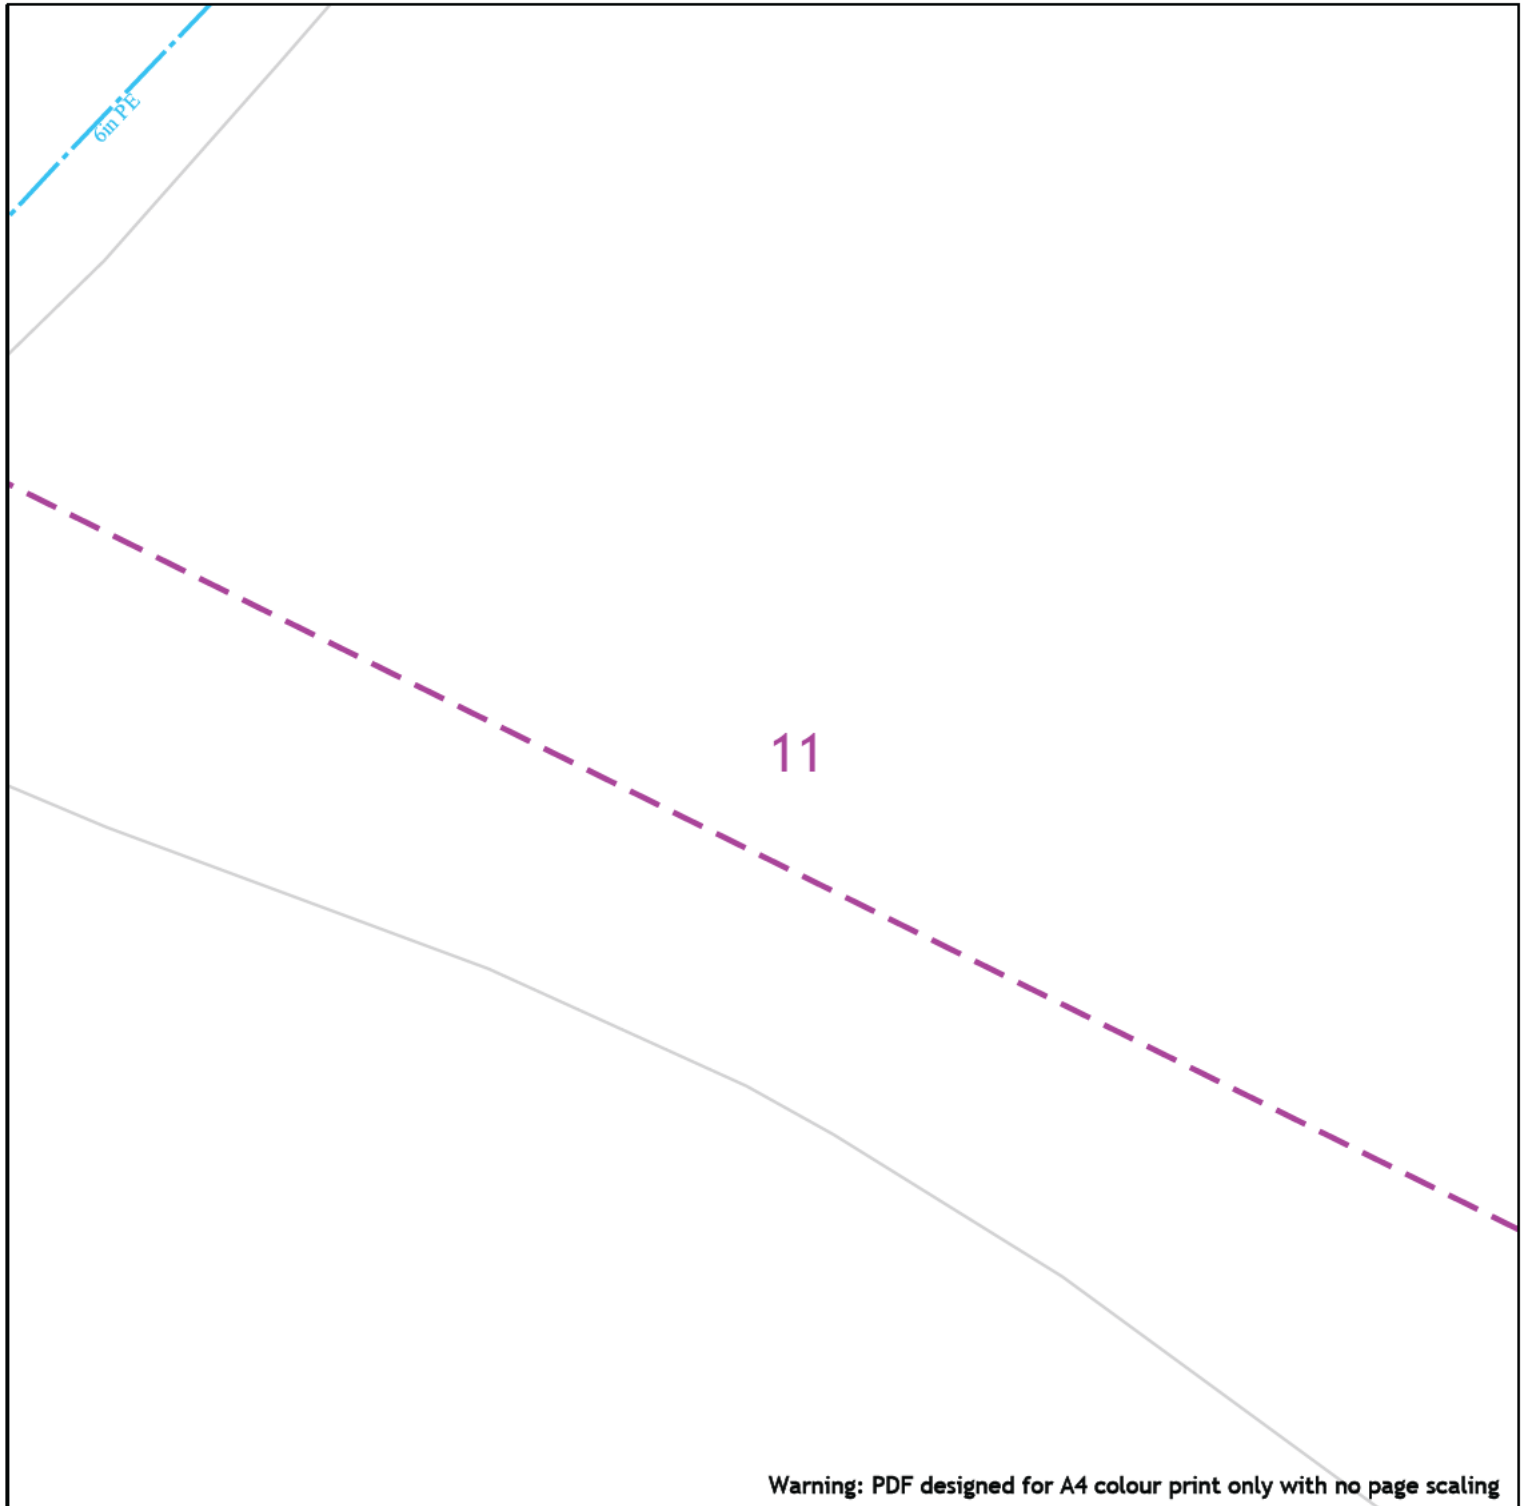 6in PE
11
Warning: PDF designed for A4 colour print only with no page scaling